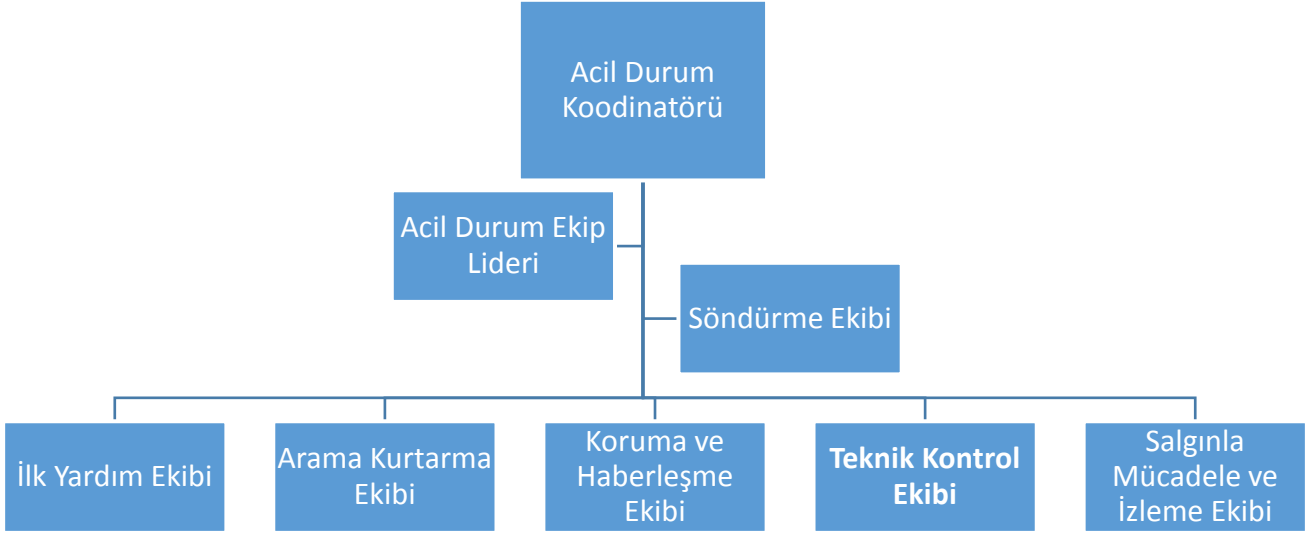 Acil Durum
Koodinatörü
Acil Durum Ekip
Lideri
Söndürme Ekibi
İlk Yardım Ekibi
Arama Kurtarma
Ekibi
Koruma ve
Haberleşme
Ekibi
Teknik Kontrol
Ekibi
Salgınla
Mücadele ve
İzleme Ekibi